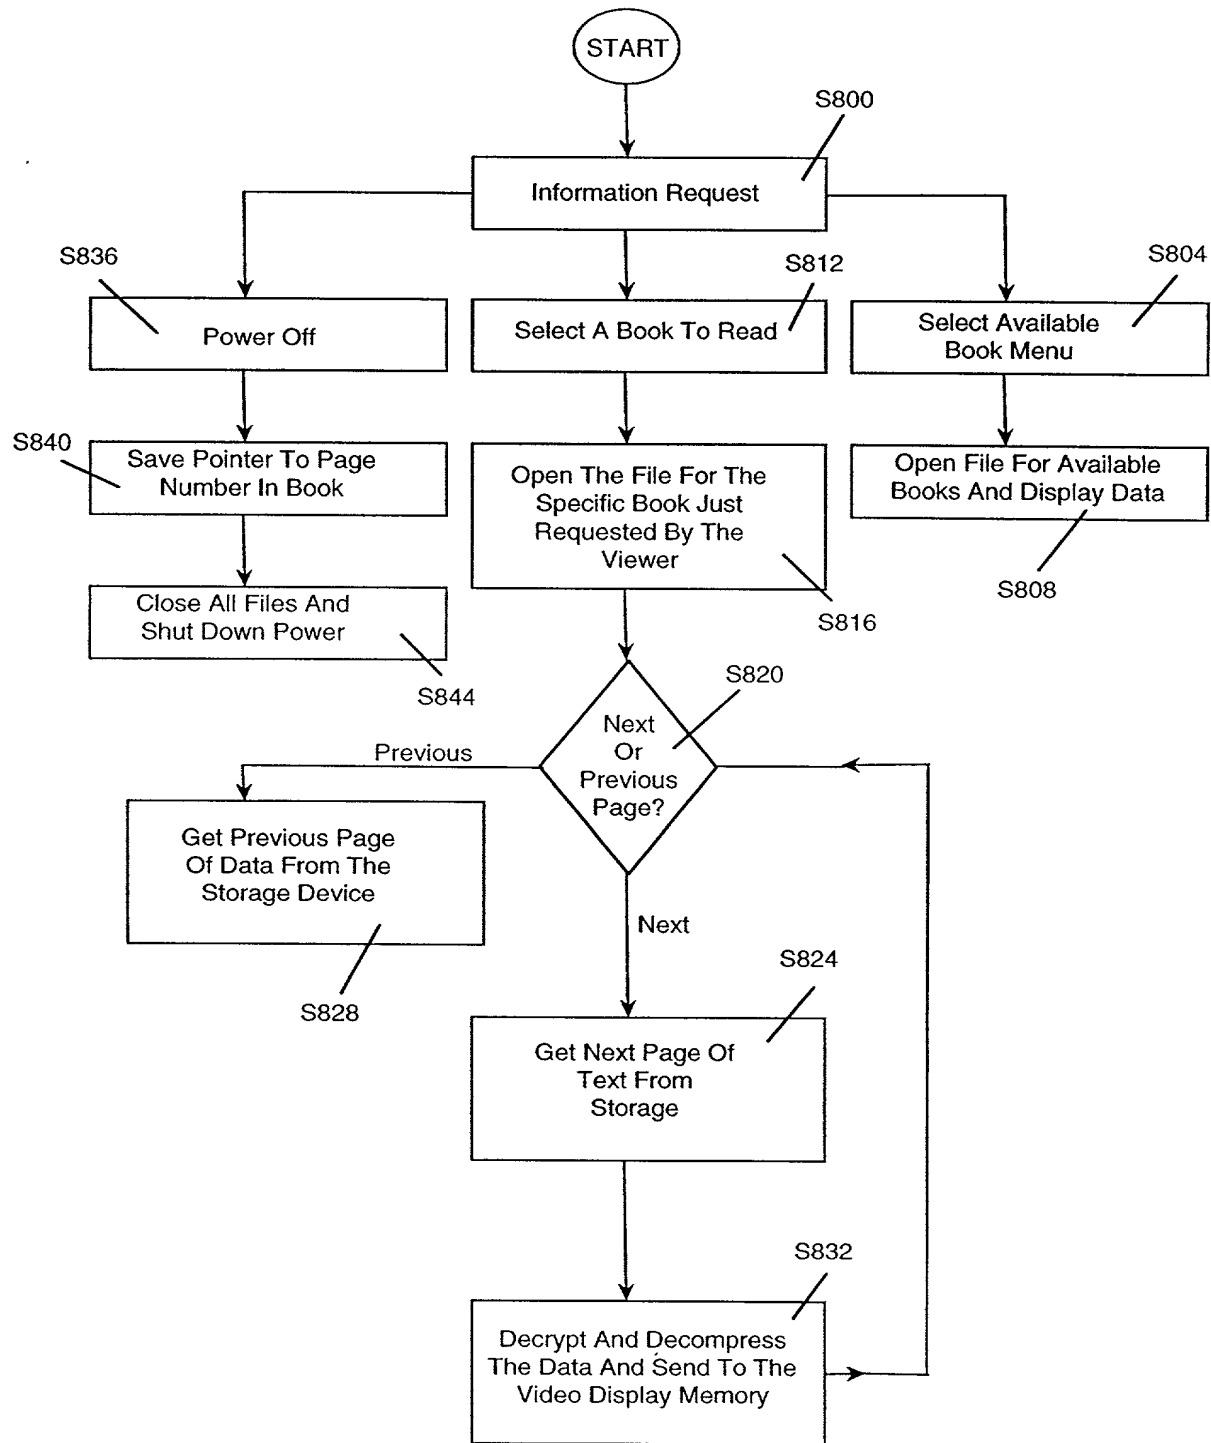 START
S800
Information Request
S836
S812
S804
Power Off
Select A Book To Read
Select Available
Book Menu
S840
Save Pointer To Page
Number In Book
Open The File For The
Specific Book Just
Requested By The
Viewer
Open File For Available
Books And Display Data
S808
Close All Files And
Shut Down Power
S816
S844
S820
Next
Or
Previous
Page?
Previous
Get Previous Page
Of Data From The
Storage Device
Next
S828
S824
Get Next Page Of
Text From
Storage
S832
Decrypt And Decompress
The Data And Send To The
Video Display Memory